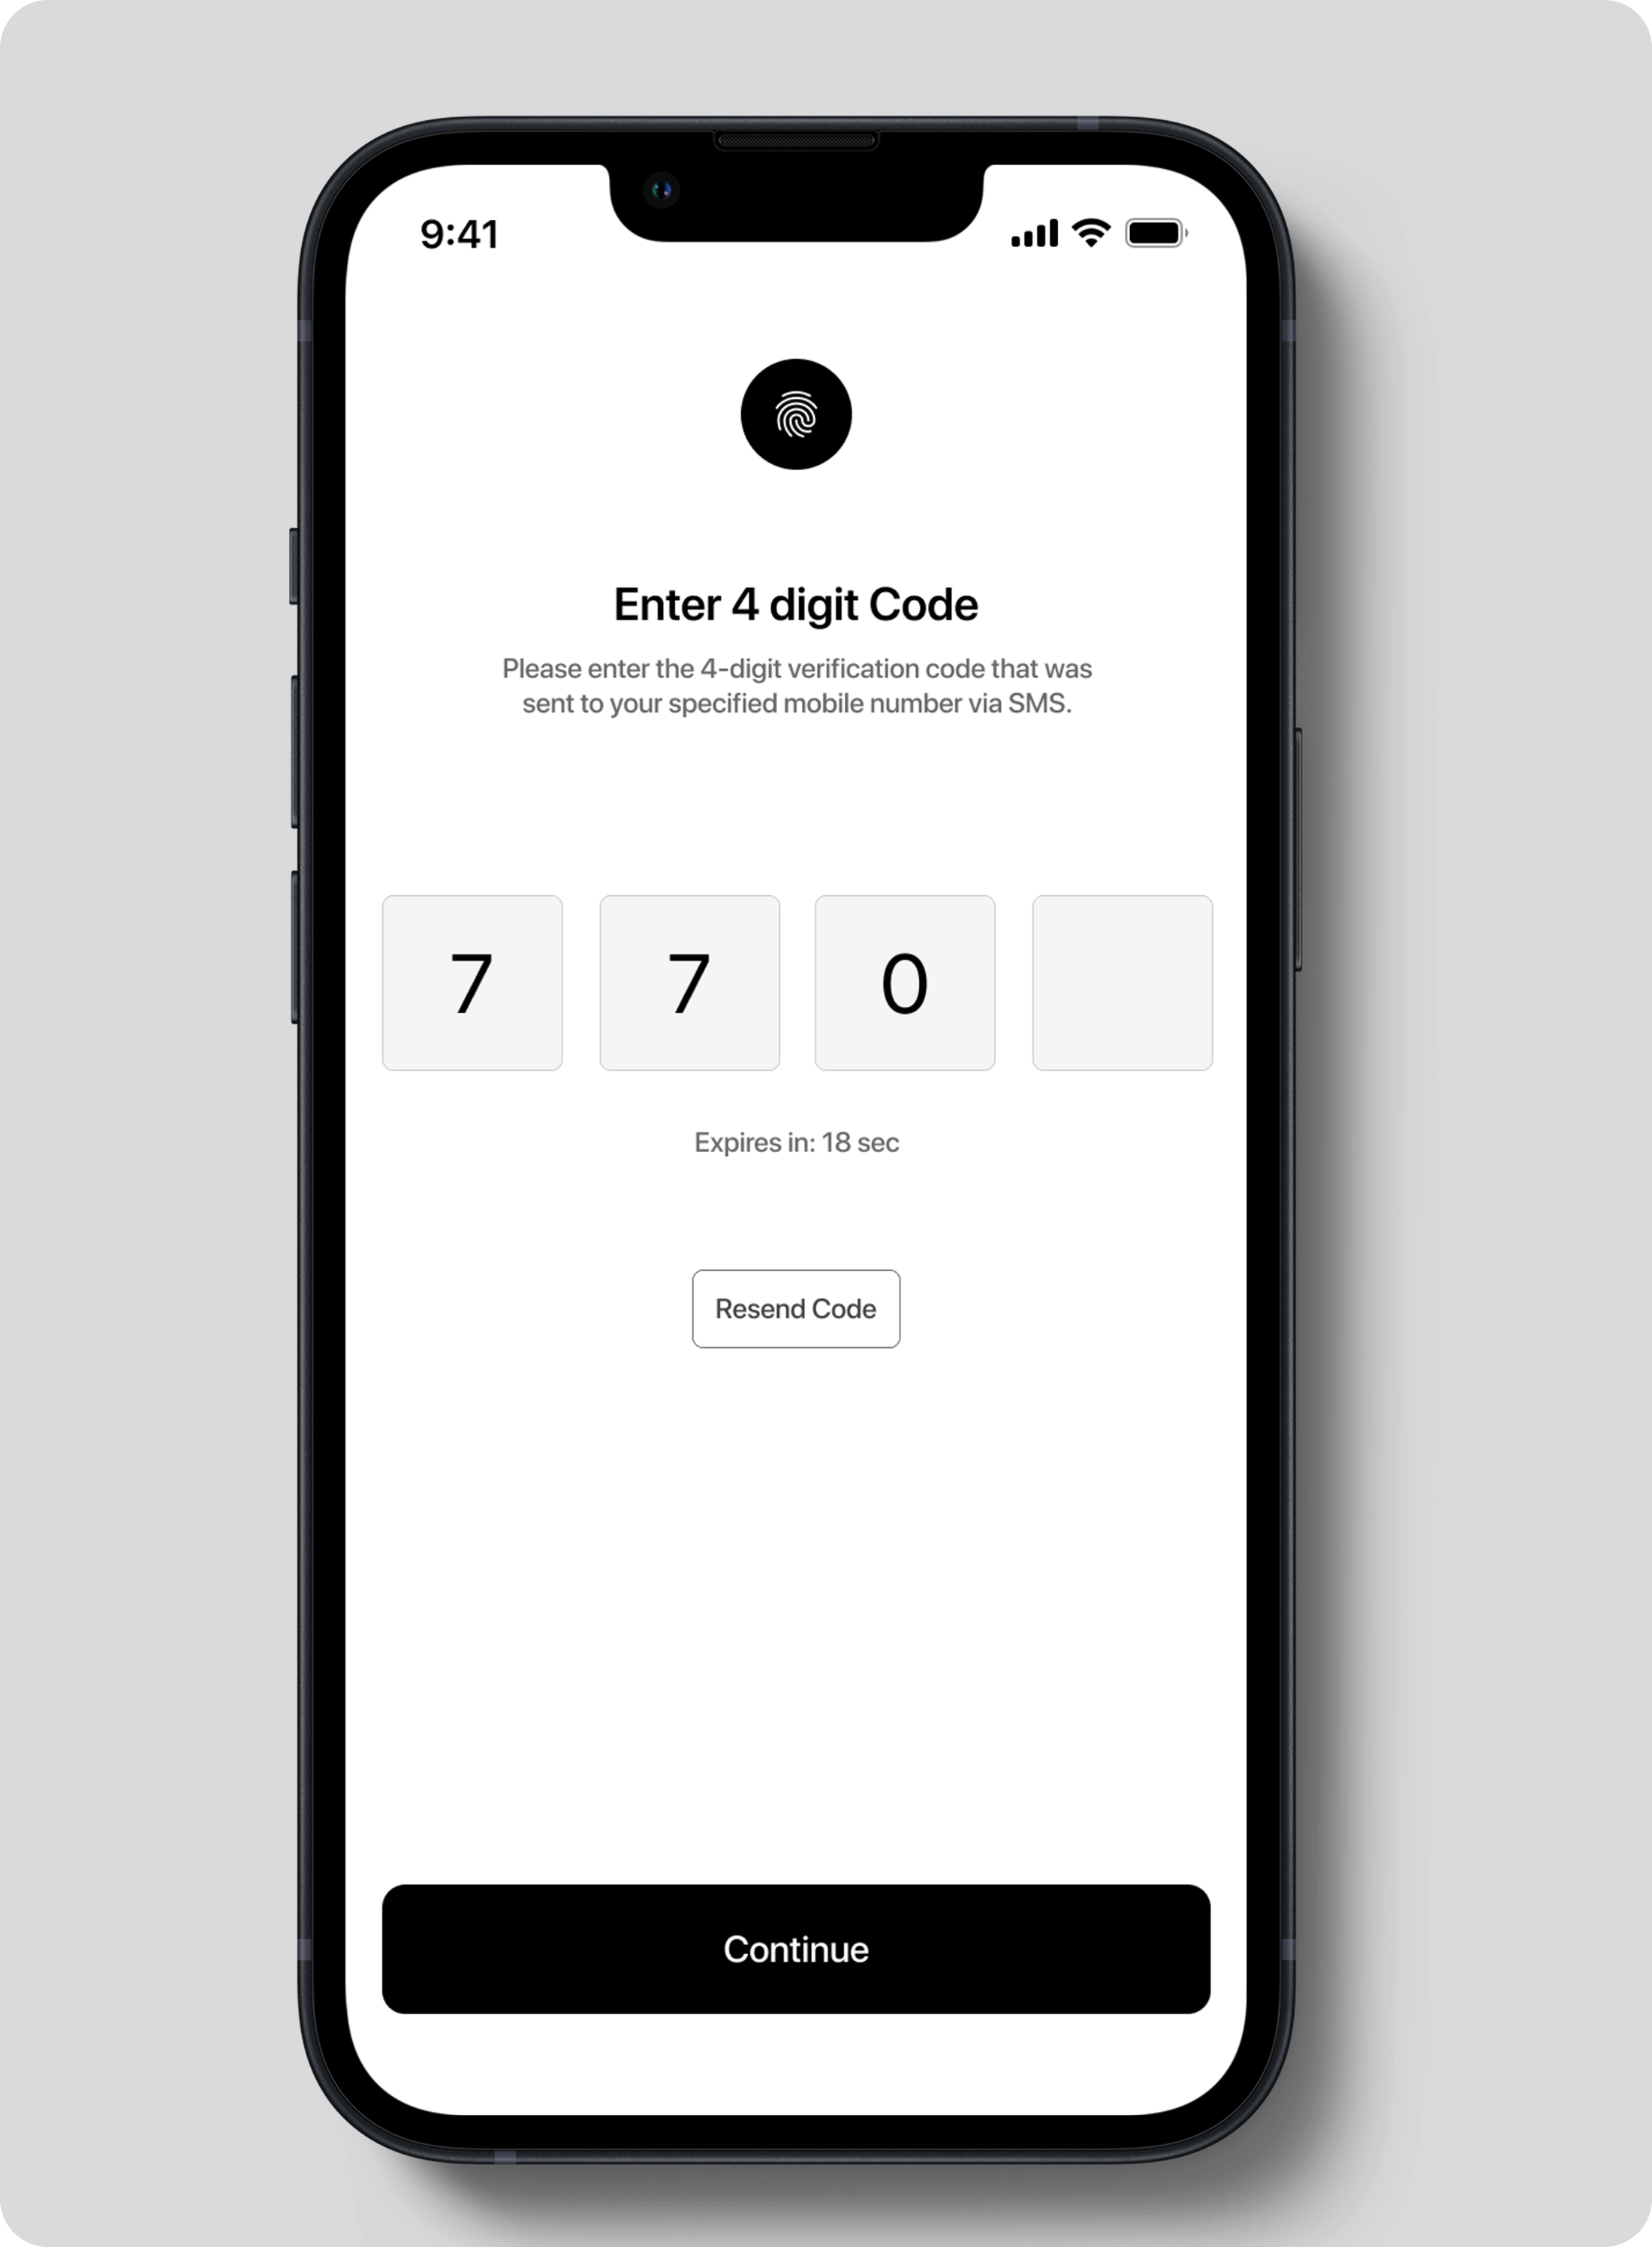 9:41
Enter 4 digit Code
Please enter the 4-digit verification code that was
sent to your specified mobile number via SMS.
7 7 0
Expires in: 18 sec
Resend Code
Continue